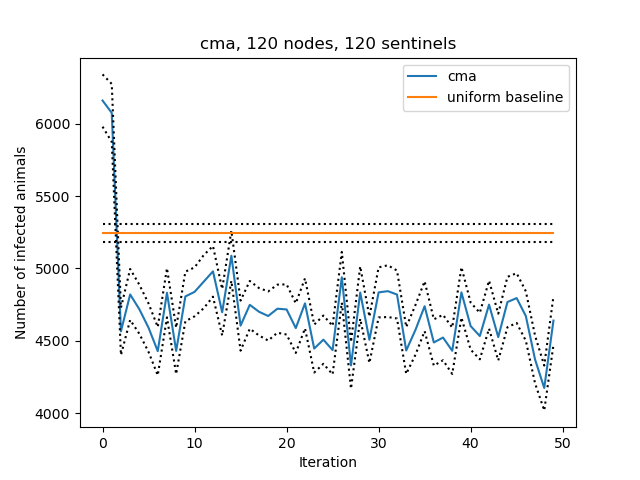 cma, 120 nodes, 120 sentinels
cma
uniform baseline
6000
5500
5000
4500
4000
Number of infected animals
0 10 20 30 40 50
Iteration